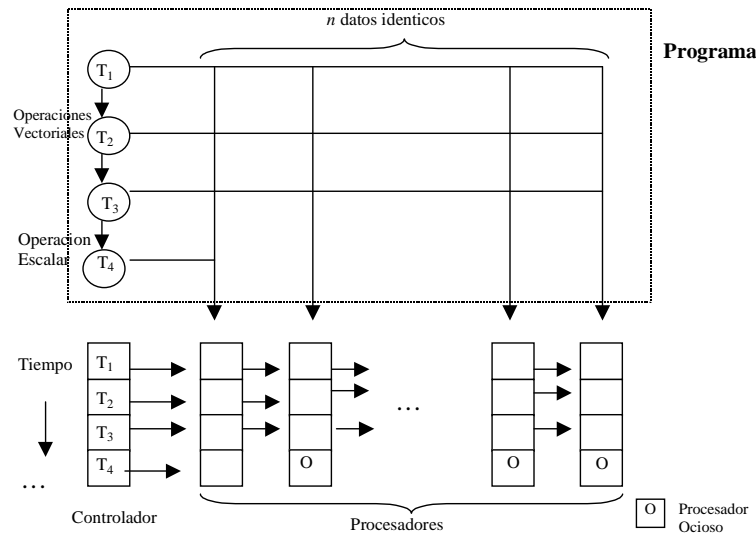 n datos identicos
Programa
T1
Operaciones
Vectoriales
T2
T3
Operacion
Escalar
T4
Tiempo
T1
T2
...
T3
...
T4
O
O
O
Controlador
Procesadores
O
Procesador
Ocioso